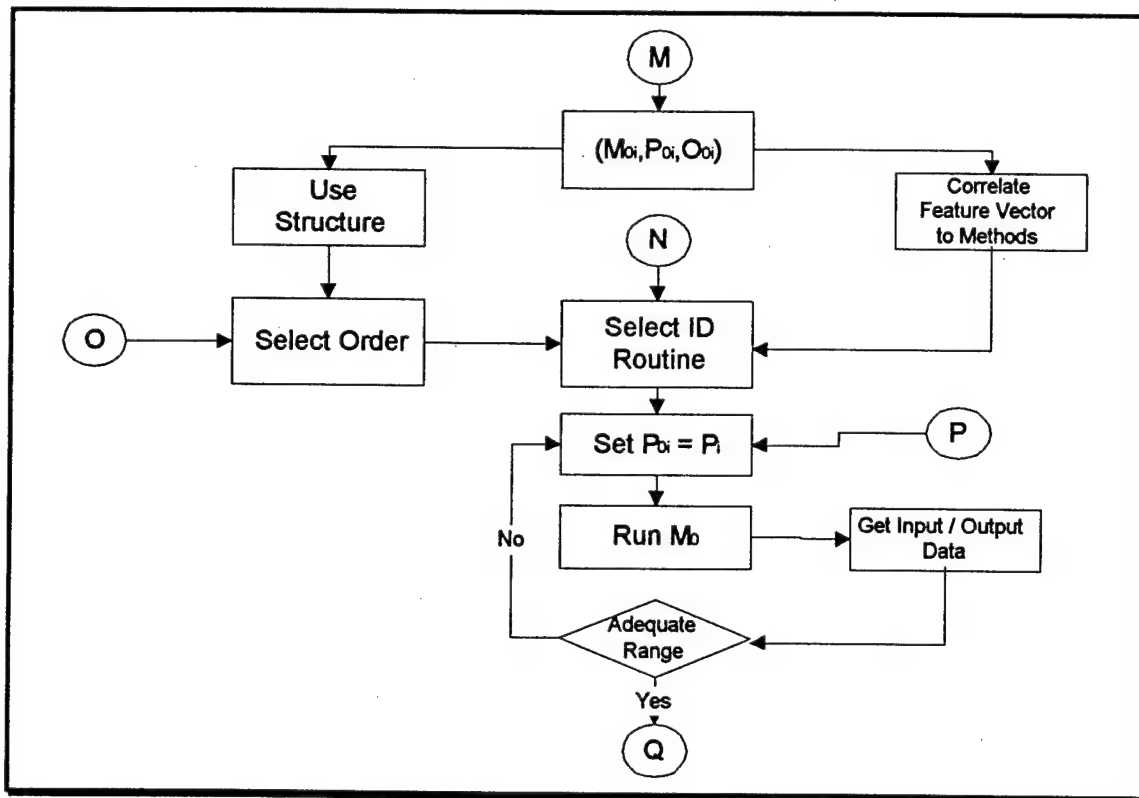 M
(M0i,P0i,O0i)
Use
Structure
Correlate
Feature Vector
to Methods
N
O
Select Order
Select ID
Routine
Set P0i = Pi
P
Run M0
Get Input / Output
Data
No
Adequate
Range
Yes
Q